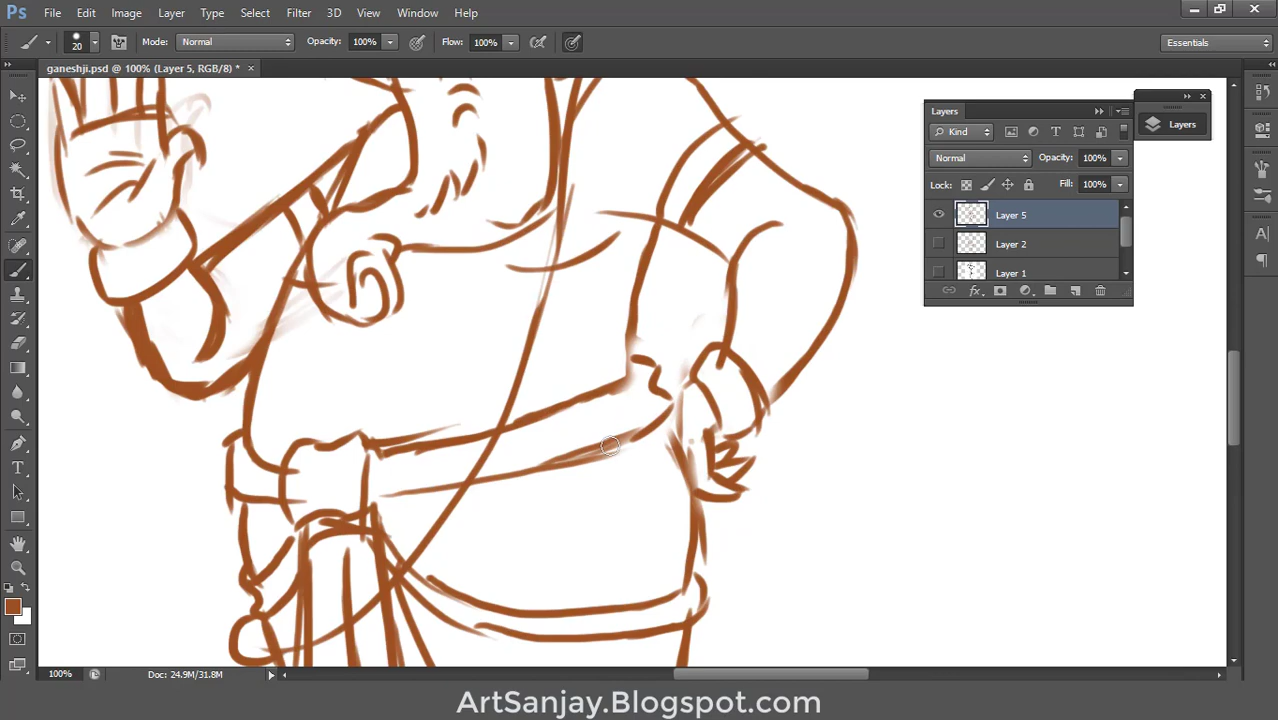 Ps File Edit Image Layer Type Select Filter 3D View Window Help
20 Mode: Normal Opacity: 100% Flow: 100% Essentials
ganeshji.psd @ 100% (Layer 5, RGB/8) * ×
Layers
Layers
Kind
Normal Opacity: 100%
Lock: Fill: 100%
Layer 5
Layer 2
fx
Layer 1
100% Doc: 24.9M/31.8M
ArtSanjay.Blogspot.com